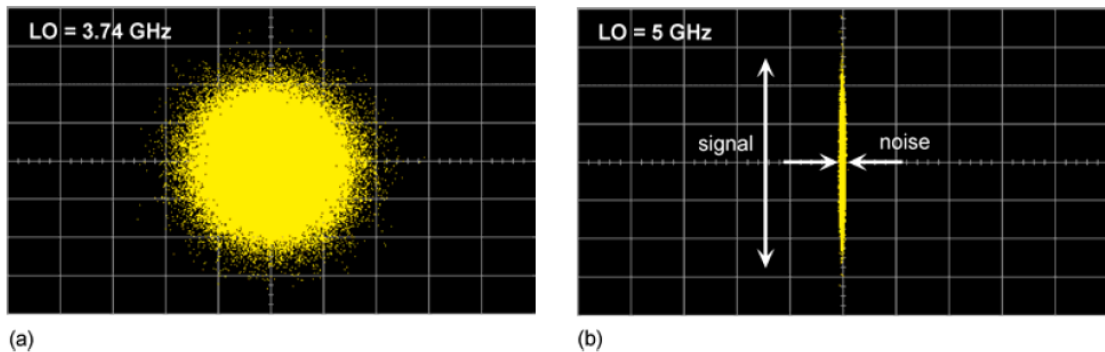 LO = 3.74 GHz
LO = 5 GHz
signal
noise
(a)
(b)